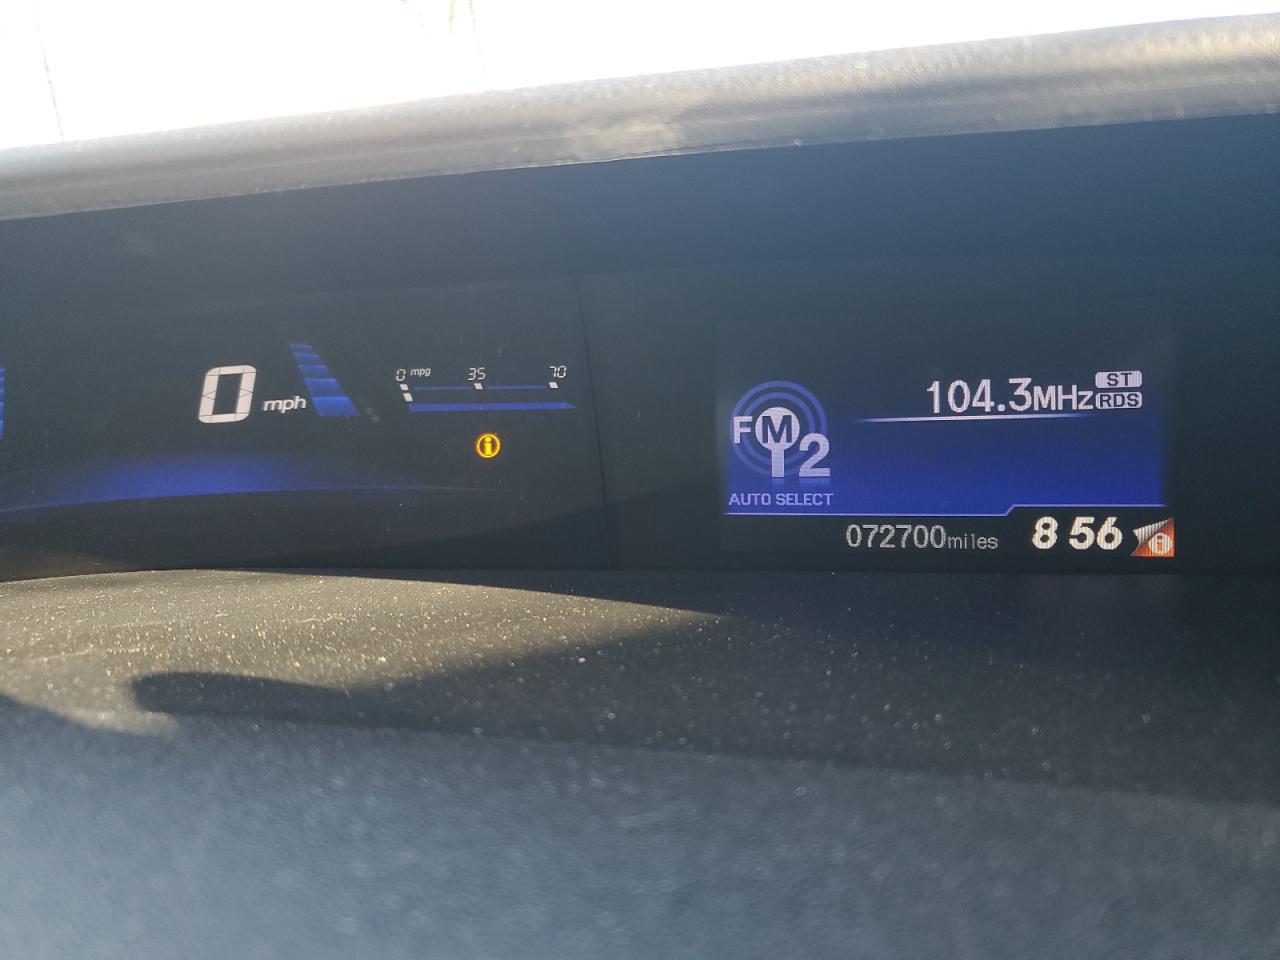 0 mph
0 mpg 35 70
104.3MHz ST
RDS
FM
2
AUTO SELECT
072700miles 8 56